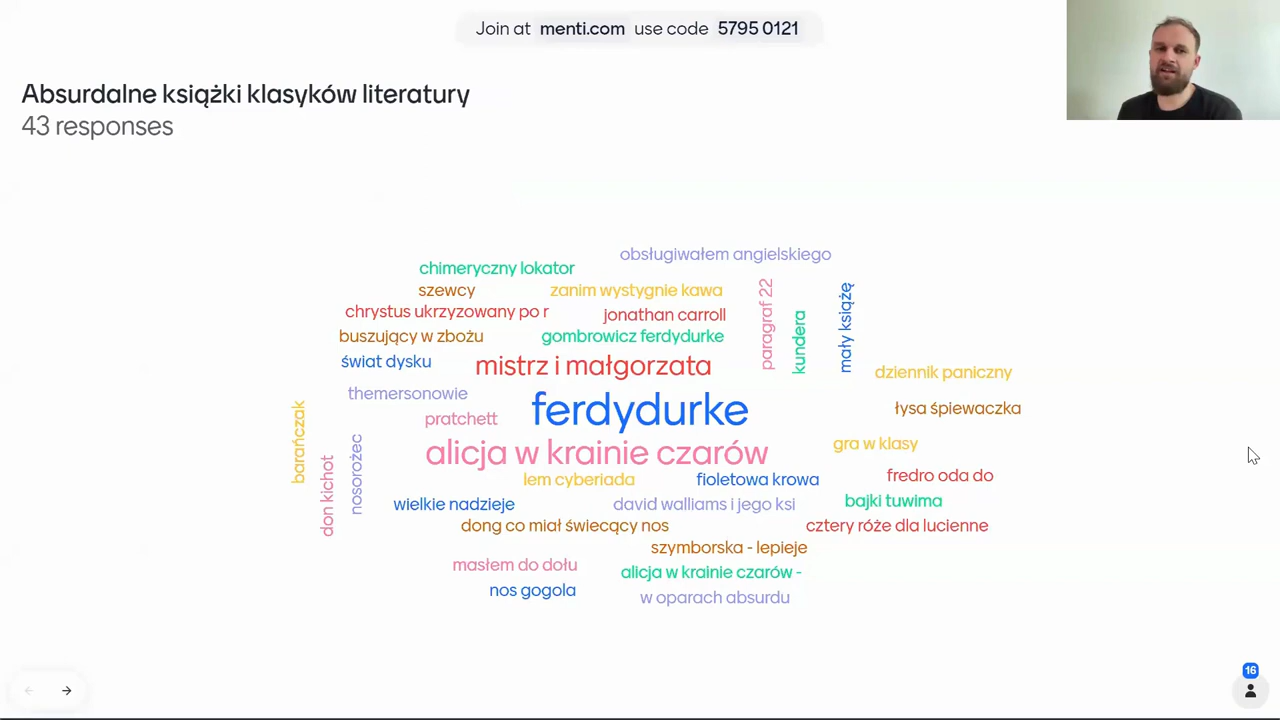 Join at menti.com use code 5795 0121
Absurdalne książki klasyków literatury
43 responses
obsługiwałem angielskiego
chimeryczny lokator
szewcy
zanim wystygnie kawa
chrystus ukrzyzowany po r
jonathan carroll
paragraf 22
kundera
mały książę
buszujący w zbożu
gombrowicz ferdydurke
świat dysku
mistrz i małgorzata
dziennik paniczny
themersonowie
ferdydurke
łysa śpiewaczka
pratchett
barańczak
don kichot
nosorożec
alicja w krainie czarów
gra w klasy
lem cyberiada
fioletowa krowa
fredro oda do
wielkie nadzieje
david walliams i jego ksi
bajki tuwima
dong co miał świecący nos
cztery róże dla lucienne
szymborska - lepieje
masłem do dołu
alicja w krainie czarów -
nos gogola
w oparach absurdu
16